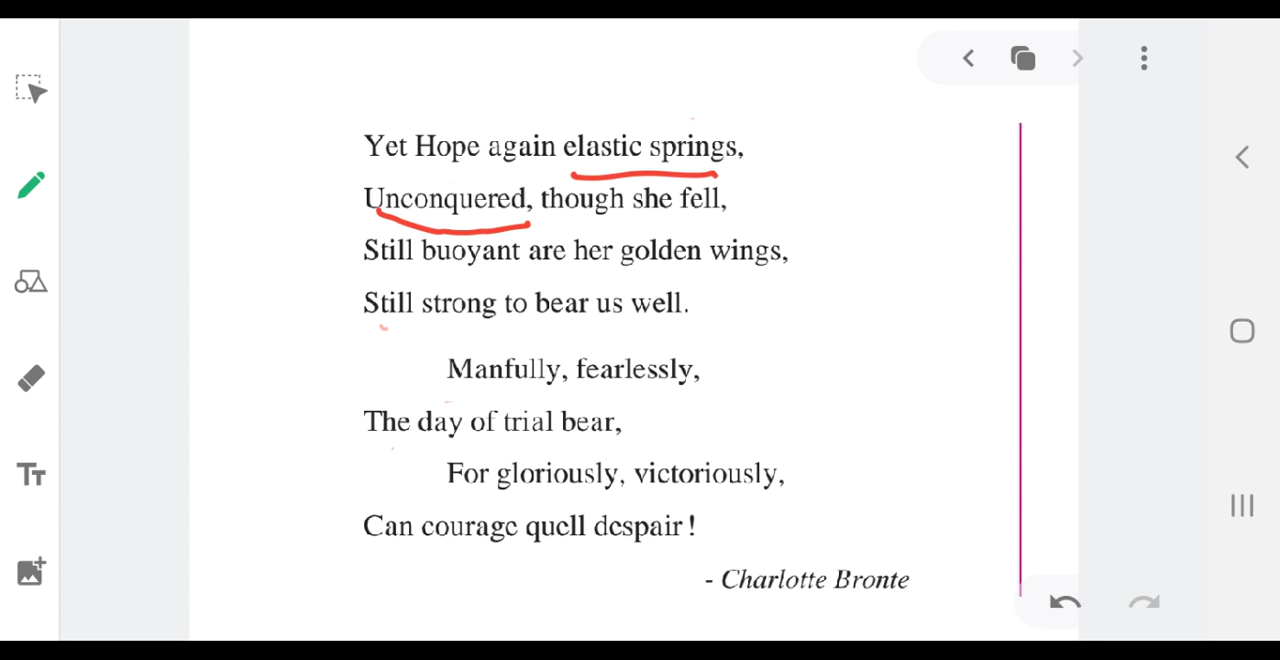 Yet Hope again elastic springs,
Unconquered, though she fell,
Still buoyant are her golden wings,
Still strong to bear us well.
Manfully, fearlessly,
The day of trial bear,
For gloriously, victoriously,
Can courage quell despair!
- Charlotte Bronte
TT